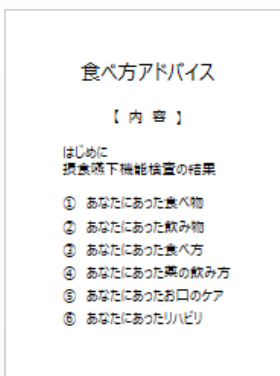 食べ方アドバイス
【 内 容 】
はじめに
摂食嚥下機能検査の結果
① あなたにあった食べ物
② あなたにあった飲み物
③ あなたにあった食べ方
④ あなたにあった薬の飲み方
⑤ あなたにあったお口のケア
⑥ あなたにあったリハビリ